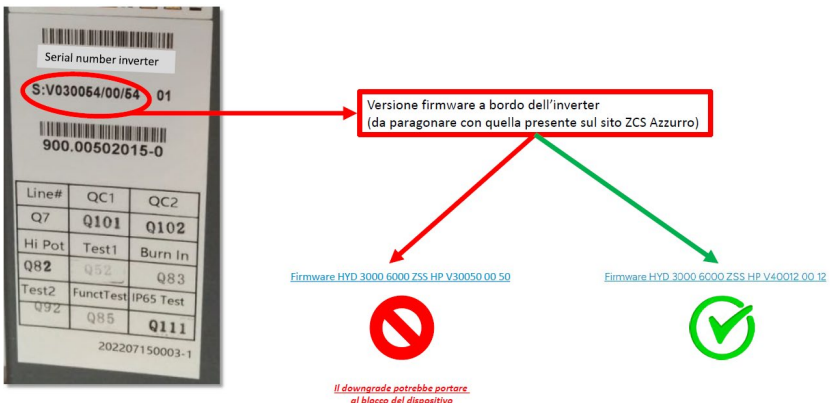 Serial number inverter
S:V030054/00/54 01
900.00502015-0
Line# QC1 QC2
Q7 Q101 Q102
Hi Pot Test1 Burn In
Q82 Q52 Q83
Test2 FunctTest IP65 Test
Q92 Q85 Q111
202207150003-1
Versione firmware a bordo dell'inverter
(da paragonare con quella presente sul sito ZCS Azzurro)
Firmware HYD 3000 6000 ZSS HP V30050 00 50
Firmware HYD 3000 6000 ZSS HP V40012 00 12
Il downgrade potrebbe portare
al blocco del dispositivo